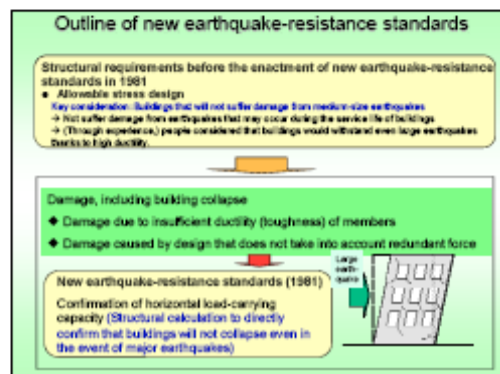 Outline of new earthquake-resistance standards
Structural requirements before the enactment of new earthquake-resistance
standards in 1981
● Allowable stress design
Key consideration: Buildings that will not suffer damage from medium-size earthquakes
→ Not suffer damage from earthquakes that may occur during the service life of buildings
→ (Through experience,) people considered that buildings would withstand even large earthquakes
thanks to high ductility.
Damage, including building collapse
◆ Damage due to insufficient ductility (toughness) of members
◆ Damage caused by design that does not take into account redundant force
Large
earth-
quake
New earthquake-resistance standards (1981)
Confirmation of horizontal load-carrying
capacity (Structural calculation to directly
confirm that buildings will not collapse even in
the event of major earthquakes)